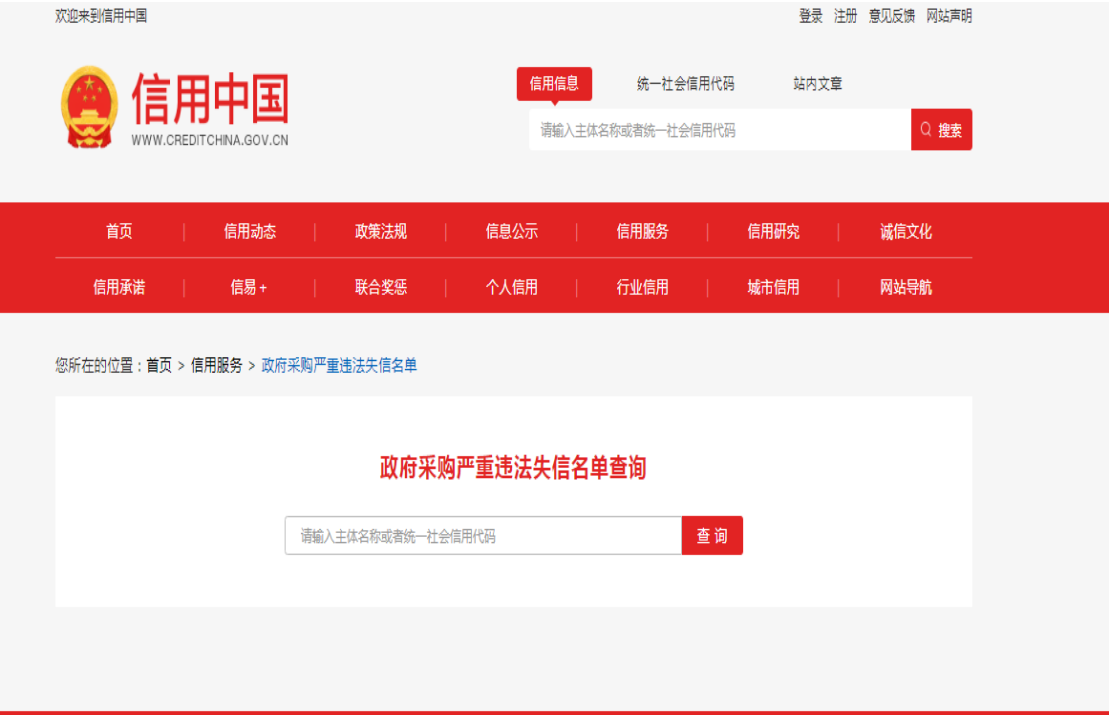 欢迎来到信用中国 登录 注册 意见反馈 网站声明
信用中国
WWW.CREDITCHINA.GOV.CN
信用信息 统一社会信用代码 站内文章
请输入主体名称或者统一社会信用代码 搜索
首页 信用动态 政策法规 信息公示 信用服务 信用研究 诚信文化
信用承诺 信易+ 联合奖惩 个人信用 行业信用 城市信用 网站导航
您所在的位置：首页 > 信用服务 > 政府采购严重违法失信名单
政府采购严重违法失信名单查询
请输入主体名称或者统一社会信用代码 查询